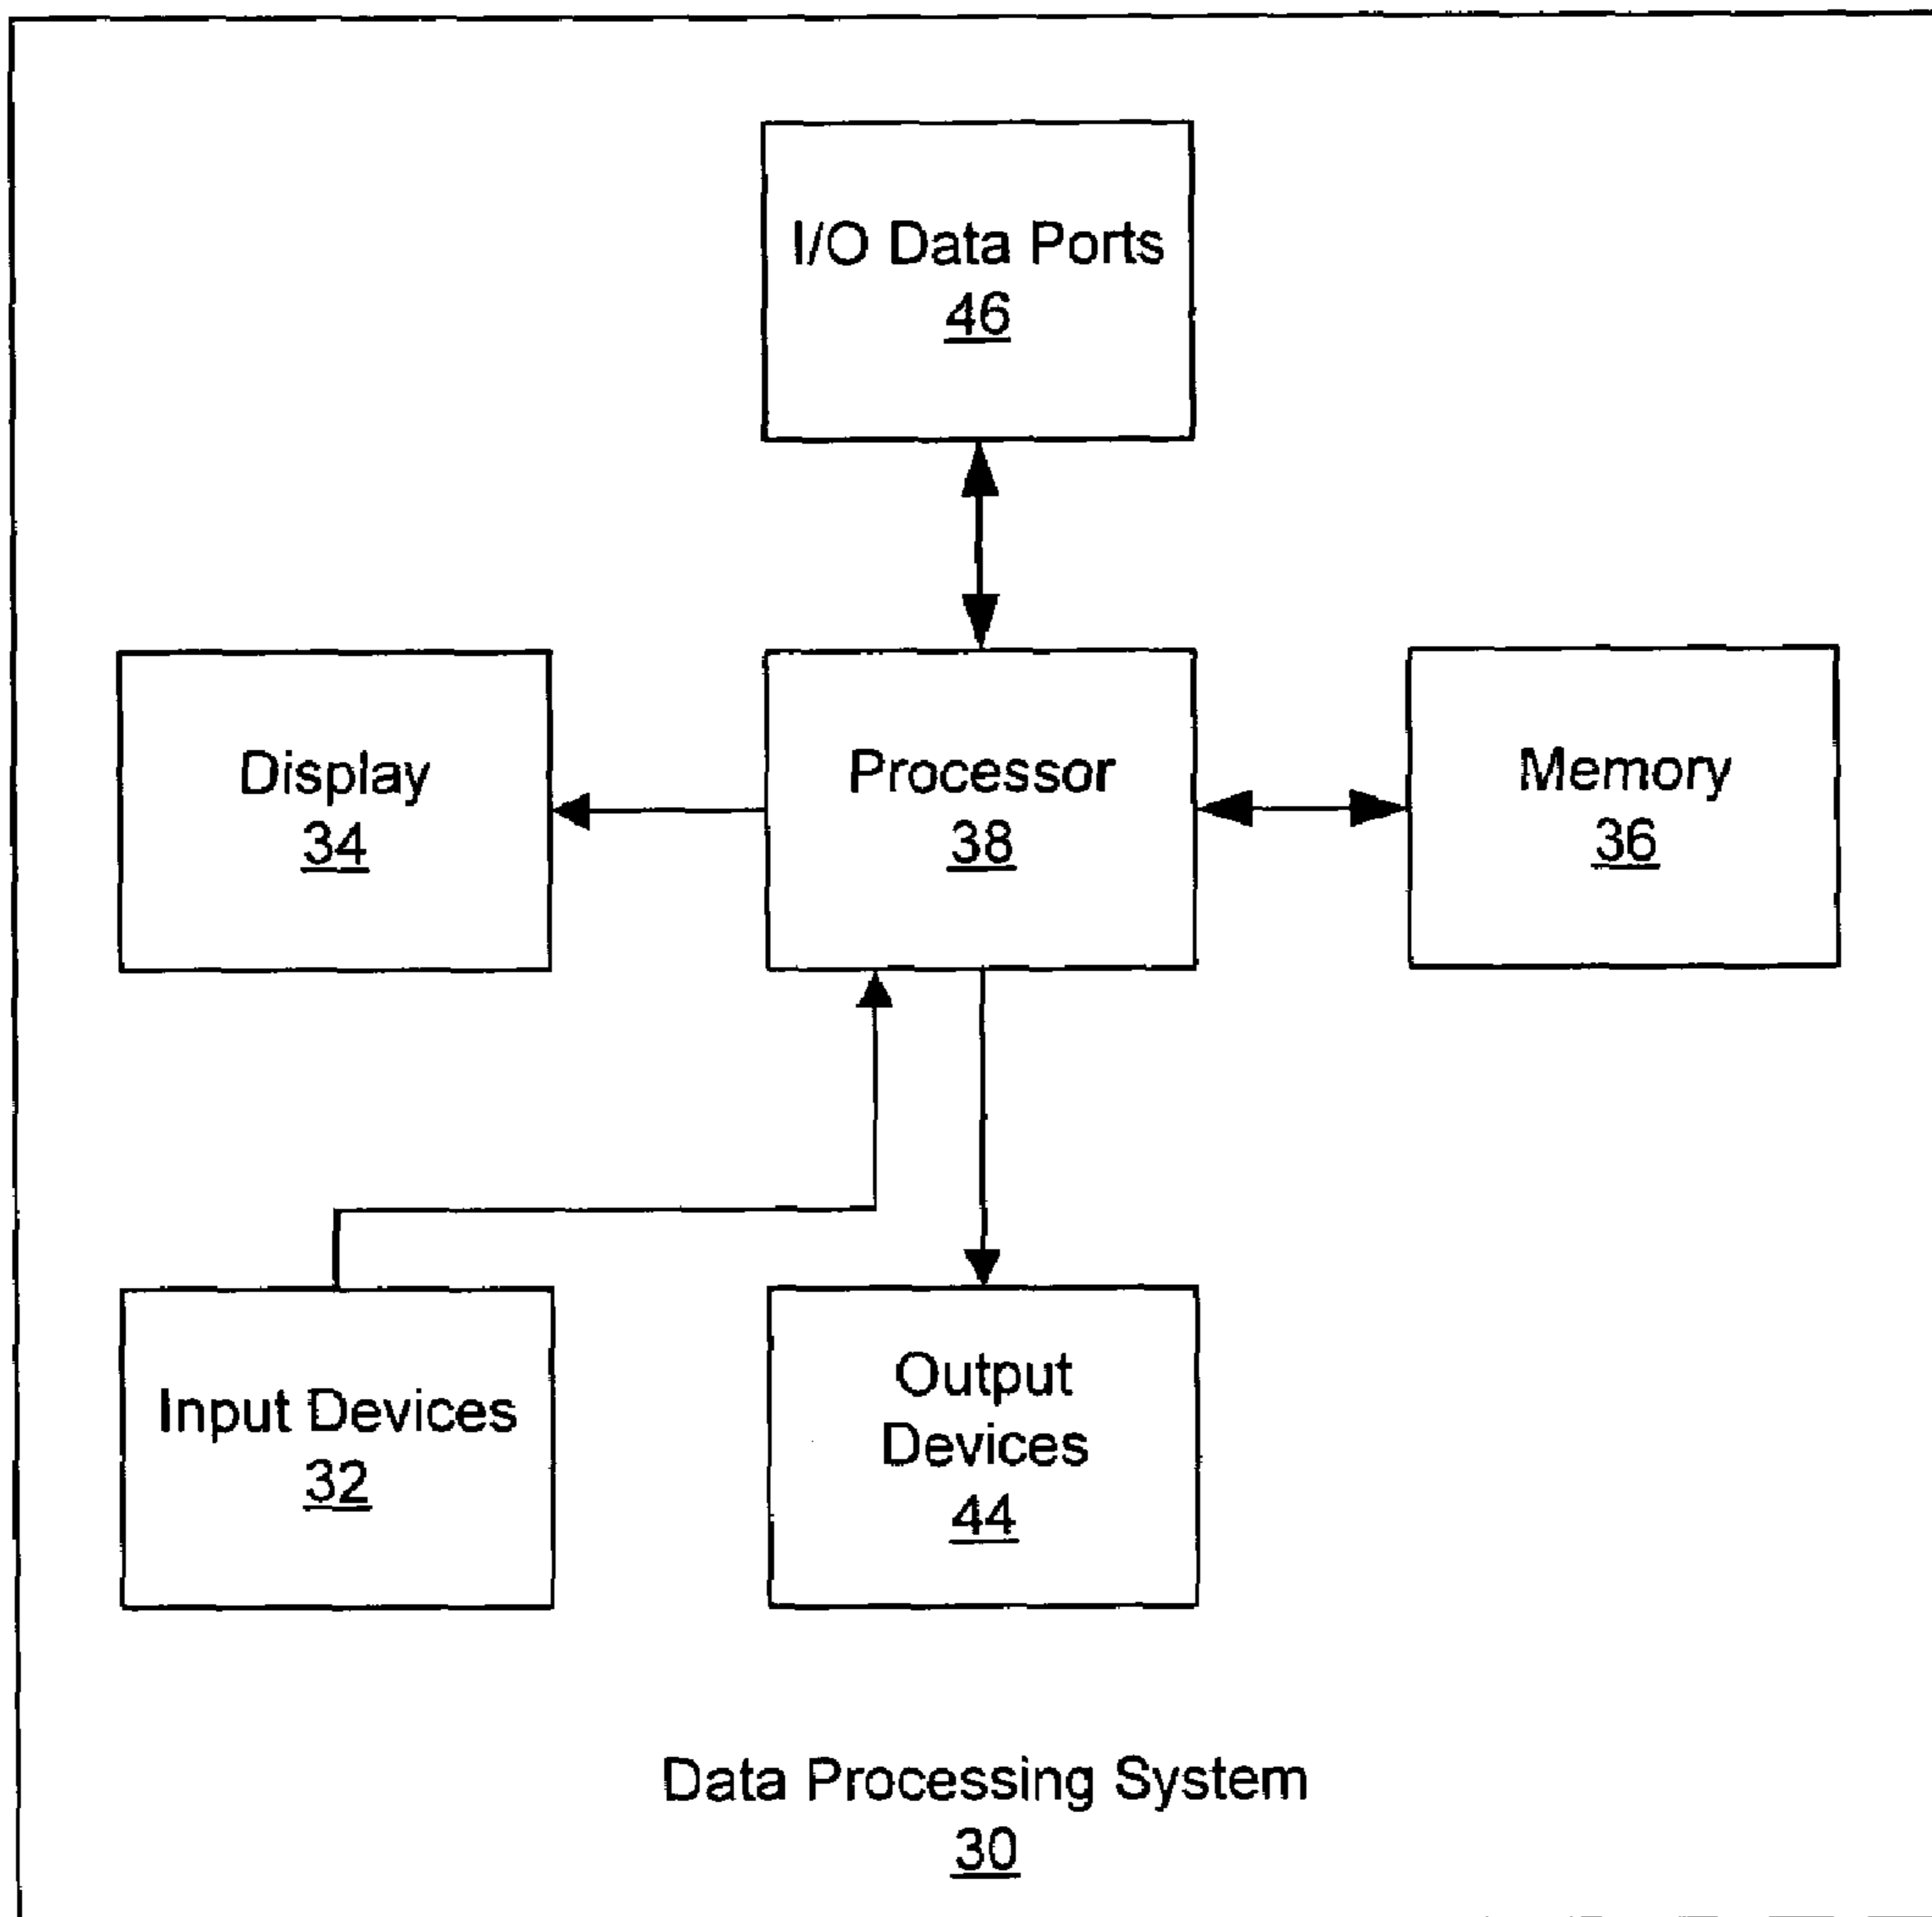 I/O Data Ports
46
Display
34
Processor
38
Memory
36
Input Devices
32
Output
Devices
44
Data Processing System
30